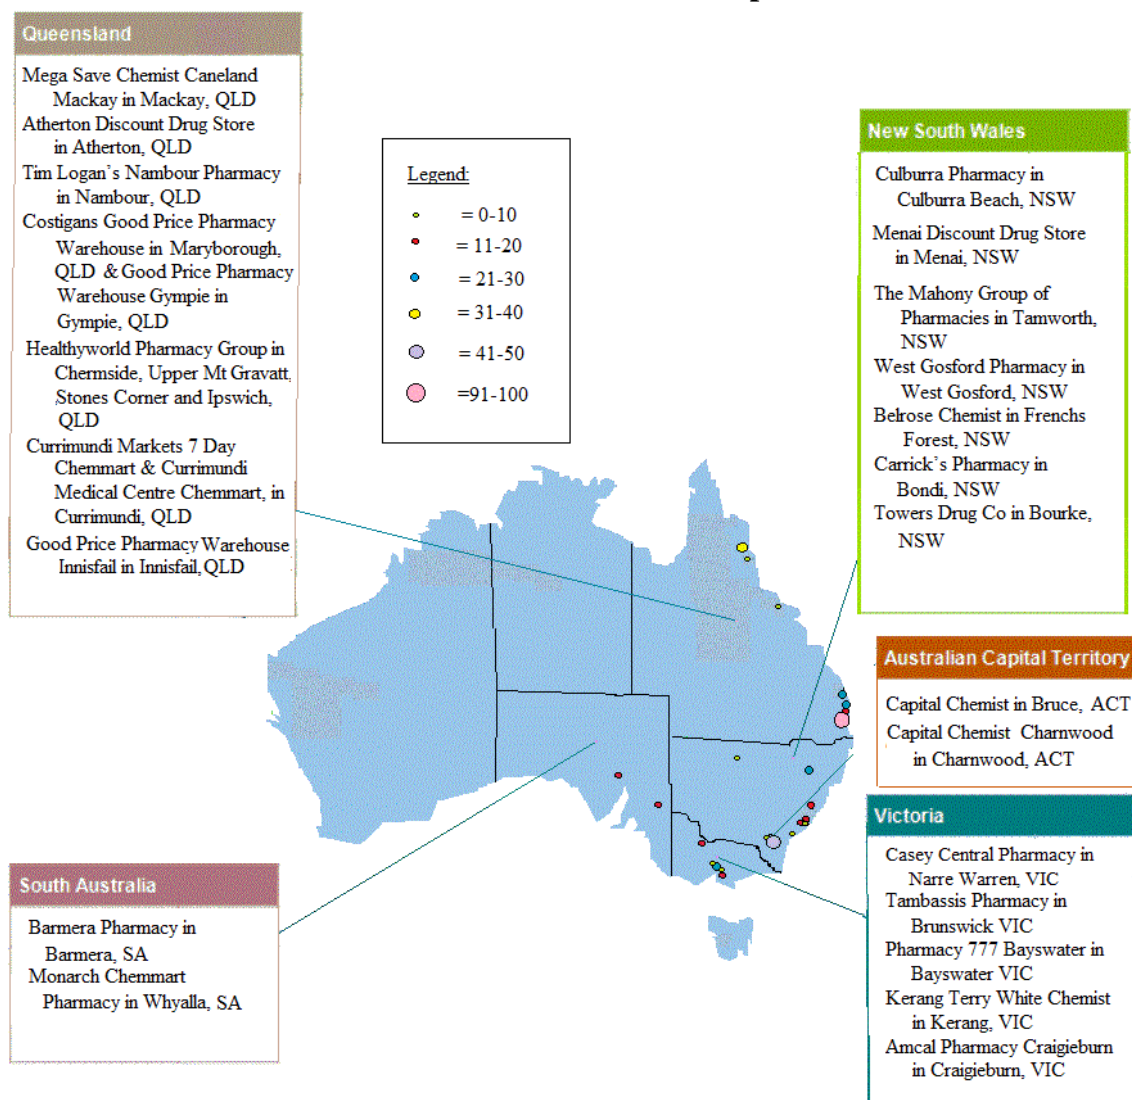 Queensland
Mega Save Chemist Caneland
Mackay in Mackay, QLD
Atherton Discount Drug Store
in Atherton, QLD
Tim Logan's Nambour Pharmacy
in Nambour, QLD
Costigans Good Price Pharmacy
Warehouse in Maryborough,
QLD & Good Price Pharmacy
Warehouse Gympie in
Gympie, QLD
Healthyworld Pharmacy Group in
Chermside, Upper Mt Gravatt,
Stones Corner and Ipswich,
QLD
Currimundi Markets 7 Day
Chemmart & Currimundi
Medical Centre Chemmart, in
Currimundi, QLD
Good Price Pharmacy Warehouse
Innisfail in Innisfail, QLD
Legend:
= 0-10
= 11-20
= 21-30
= 31-40
= 41-50
=91-100
New South Wales
Culburra Pharmacy in
Culburra Beach, NSW
Menai Discount Drug Store
in Menai, NSW
The Mahony Group of
Pharmacies in Tamworth,
NSW
West Gosford Pharmacy in
West Gosford, NSW
Belrose Chemist in Frenchs
Forest, NSW
Carrick's Pharmacy in
Bondi, NSW
Towers Drug Co in Bourke,
NSW
Australian Capital Territory
Capital Chemist in Bruce, ACT
Capital Chemist Charnwood
in Charnwood, ACT
Victoria
Casey Central Pharmacy in
Narre Warren, VIC
Tambassis Pharmacy in
Brunswick VIC
Pharmacy 777 Bayswater in
Bayswater VIC
Kerang Terry White Chemist
in Kerang, VIC
Amcal Pharmacy Craigieburn
in Craigieburn, VIC
South Australia
Barmera Pharmacy in
Barmera, SA
Monarch Chemmart
Pharmacy in Whyalla, SA